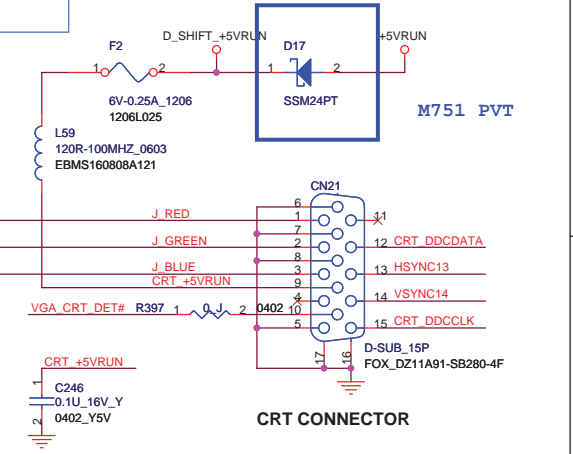 D_SHIFT_+5VRUN
+5VRUN
F2
D17
1
2
1
2
6V-0.25A_1206
1206L025
SSM24PT
M751 PVT
L59
120R-100MHZ_0603
EBMS160808A121
CN21
6
J_RED
1
11
7
J_GREEN
2
12 CRT_DDCDATA
8
J_BLUE
3
13 HSYNC13
CRT_+5VRUN
9
4
14 VSYNC14
VGA_CRT_DET# R397 1 0_J 2 0402
10
5
15 CRT_DDCCLK
17
16
D-SUB_15P
FOX_DZ11A91-SB280-4F
CRT_+5VRUN
1
C246
0.1U_16V_Y
0402_Y5V
2
CRT CONNECTOR